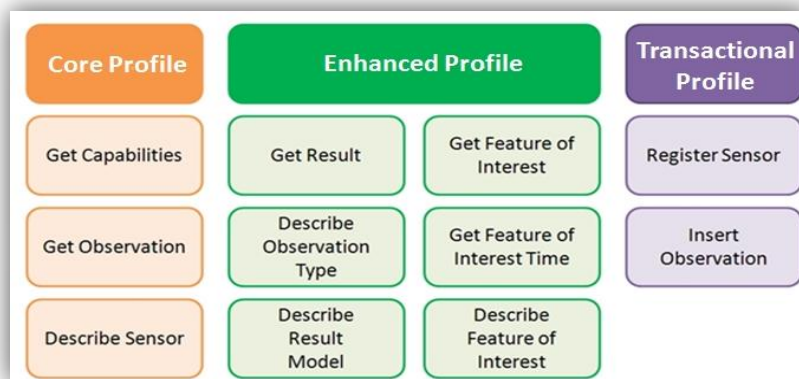 Core Profile
Get Capabilities
Get Observation
Describe Sensor
Enhanced Profile
Get Result
Get Feature of
Interest
Describe
Observation
Type
Get Feature of
Interest Time
Describe
Result
Model
Describe
Feature of
Interest
Transactional
Profile
Register Sensor
Insert
Observation